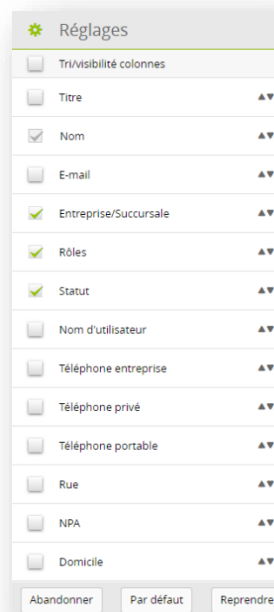 Réglages
Tri/visibilité colonnes
Titre
Nom
E-mail
Entreprise/Succursale
Rôles
Statut
Nom d'utilisateur
Téléphone entreprise
Téléphone privé
Téléphone portable
Rue
NPA
Domicile
Abandonner Par défaut Reprendre